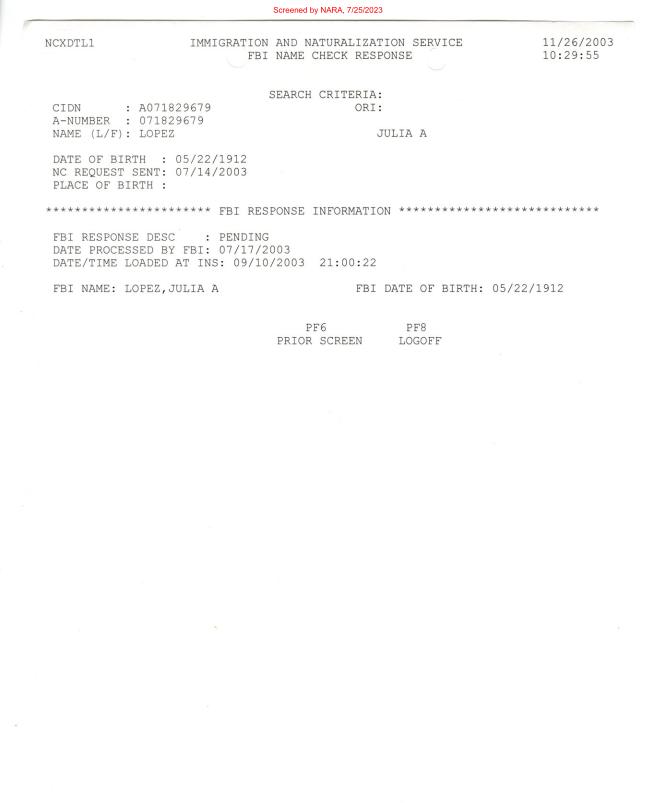 Screened by NARA, 7/25/2023
NCXDTL1 IMMIGRATION AND NATURALIZATION SERVICE 11/26/2003
FBI NAME CHECK RESPONSE 10:29:55
SEARCH CRITERIA:
CIDN : A071829679 ORI:
A-NUMBER : 071829679
NAME (L/F): LOPEZ JULIA A
DATE OF BIRTH : 05/22/1912
NC REQUEST SENT: 07/14/2003
PLACE OF BIRTH :
*********************** FBI RESPONSE INFORMATION ****************************
FBI RESPONSE DESC : PENDING
DATE PROCESSED BY FBI: 07/17/2003
DATE/TIME LOADED AT INS: 09/10/2003 21:00:22
FBI NAME: LOPEZ,JULIA A FBI DATE OF BIRTH: 05/22/1912
PF6 PF8
PRIOR SCREEN LOGOFF